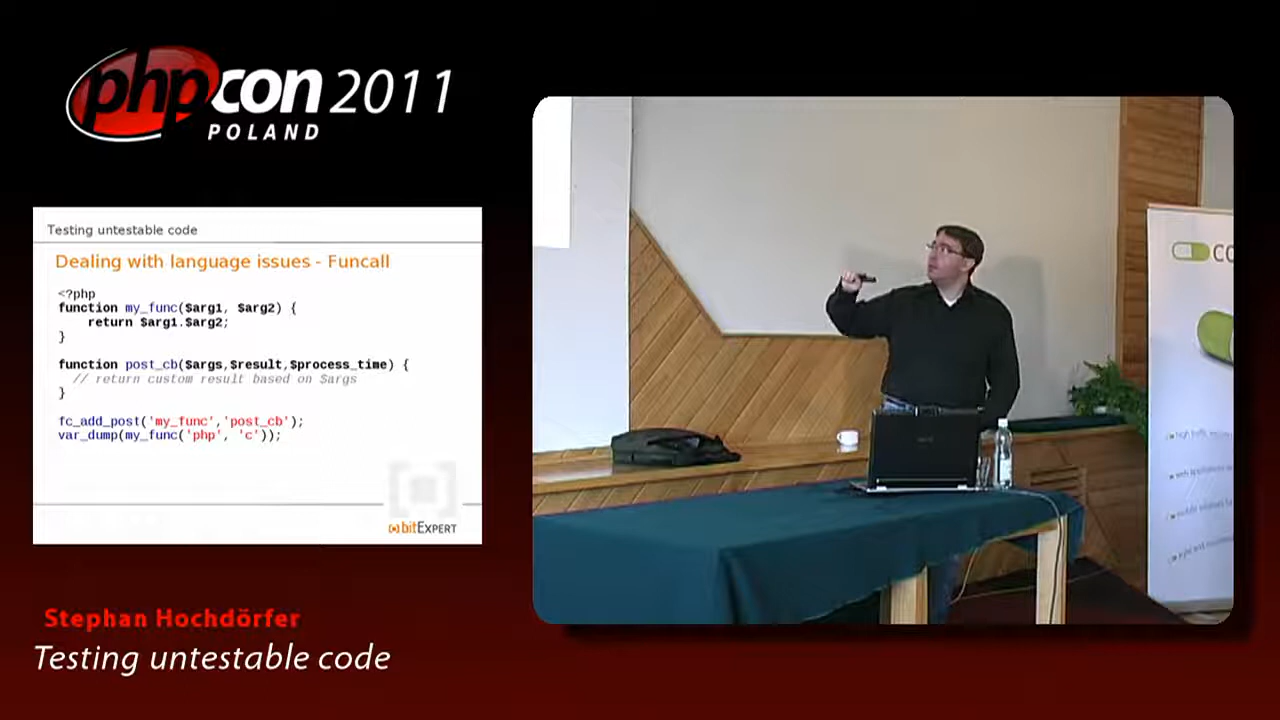 phpcon 2011
POLAND
Testing untestable code
Dealing with language issues - Funcall
<?php
function my_func($arg1, $arg2) {
return $arg1.$arg2;
}
function post_cb($args,$result,$process_time) {
// return custom result based on $args
}
fc_add_post('my_func','post_cb');
var_dump(my_func('php', 'c'));
bitExpert
Stephan Hochdörfer
Testing untestable code